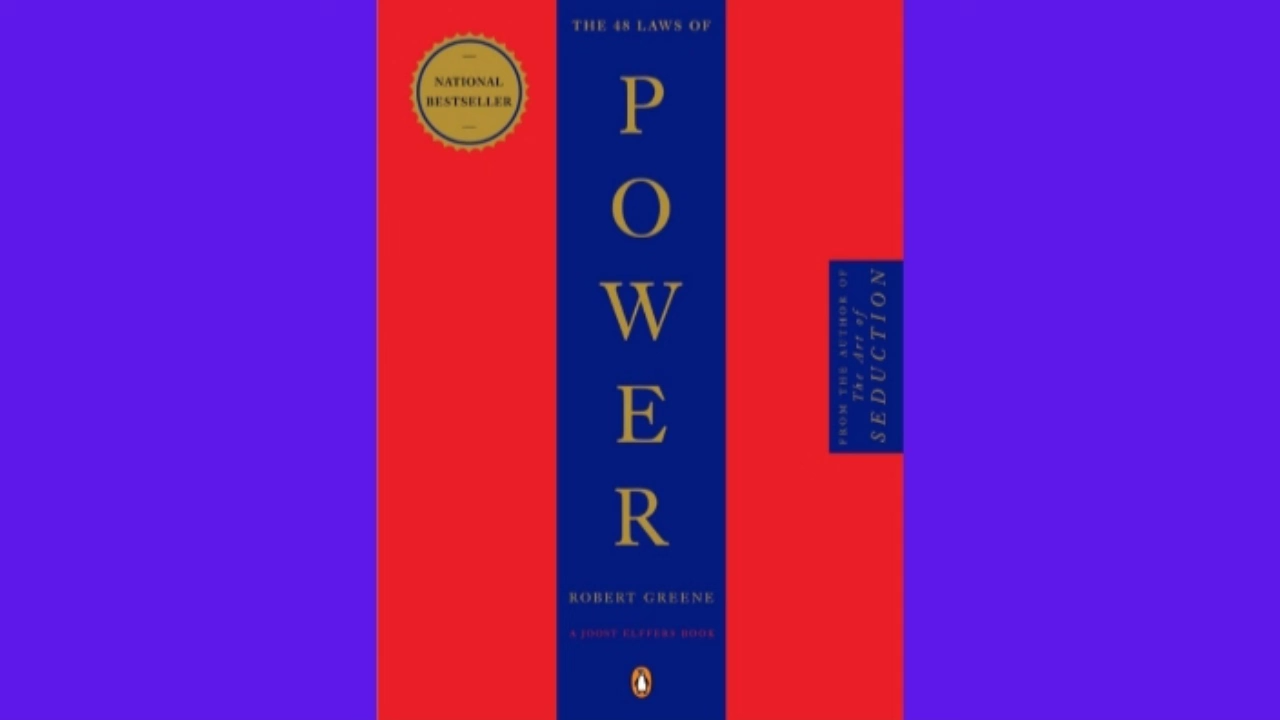 THE 48 LAWS OF
NATIONAL
BESTSELLER
P
O
W
E
R
FROM THE AUTHOR OF
The Art of
SEDUCTION
ROBERT GREENE
A JOOST ELFFERS BOOK